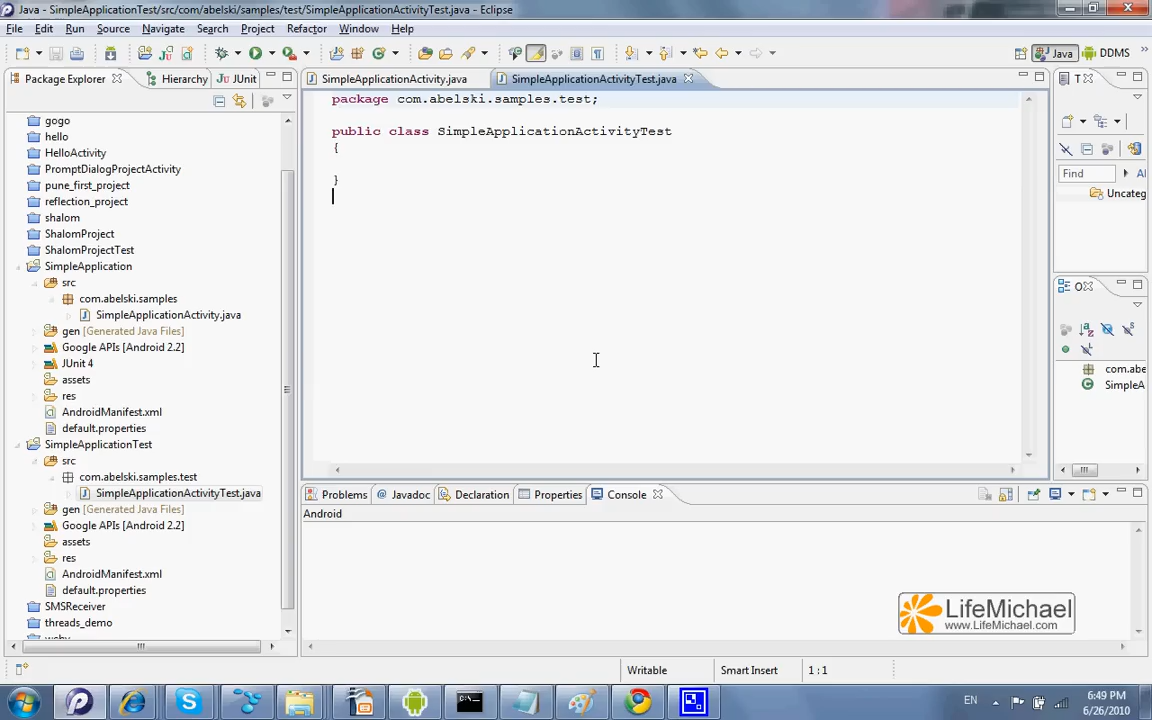 Java - SimpleApplicationTest/src/com/abelski/samples/test/SimpleApplicationActivityTest.java - Eclipse
File Edit Run Source Navigate Search Project Refactor Window Help
Java DDMS
Package Explorer Hierarchy JUnit
gogo
hello
HelloActivity
PromptDialogProjectActivity
pune_first_project
reflection_project
shalom
ShalomProject
ShalomProjectTest
SimpleApplication
src
com.abelski.samples
SimpleApplicationActivity.java
gen [Generated Java Files]
Google APIs [Android 2.2]
JUnit 4
assets
res
AndroidManifest.xml
default.properties
SimpleApplicationTest
src
com.abelski.samples.test
SimpleApplicationActivityTest.java
gen [Generated Java Files]
Google APIs [Android 2.2]
assets
res
AndroidManifest.xml
default.properties
SMSReceiver
threads_demo
SimpleApplicationActivity.java SimpleApplicationActivityTest.java
package com.abelski.samples.test;
public class SimpleApplicationActivityTest
{
}
T
Find Al
Uncateg
O
com.abe
SimpleA
Problems Javadoc Declaration Properties Console
Android
LifeMichael
www.LifeMichael.com
Writable Smart Insert 1 : 1
EN
6:49 PM
6/26/2010